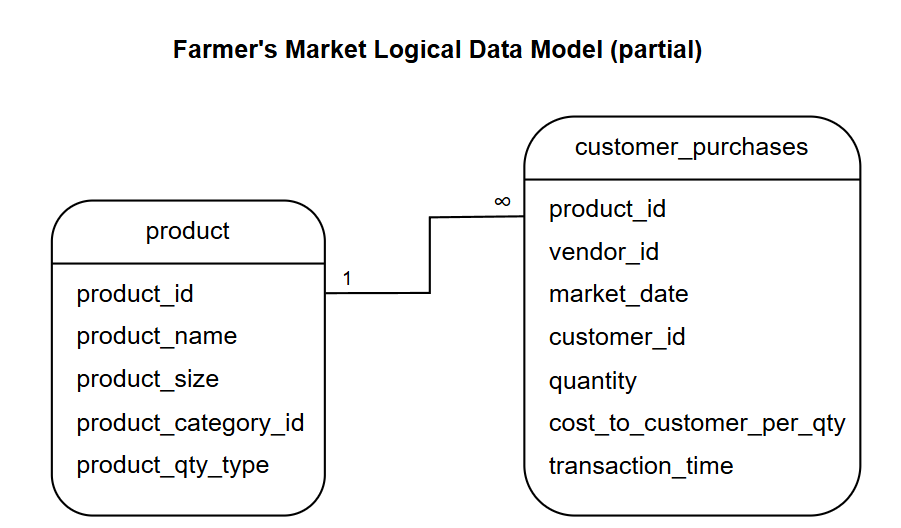 Farmer's Market Logical Data Model (partial)
product
product_id
product_name
product_size
product_category_id
product_qty_type
1
∞
customer_purchases
product_id
vendor_id
market_date
customer_id
quantity
cost_to_customer_per_qty
transaction_time